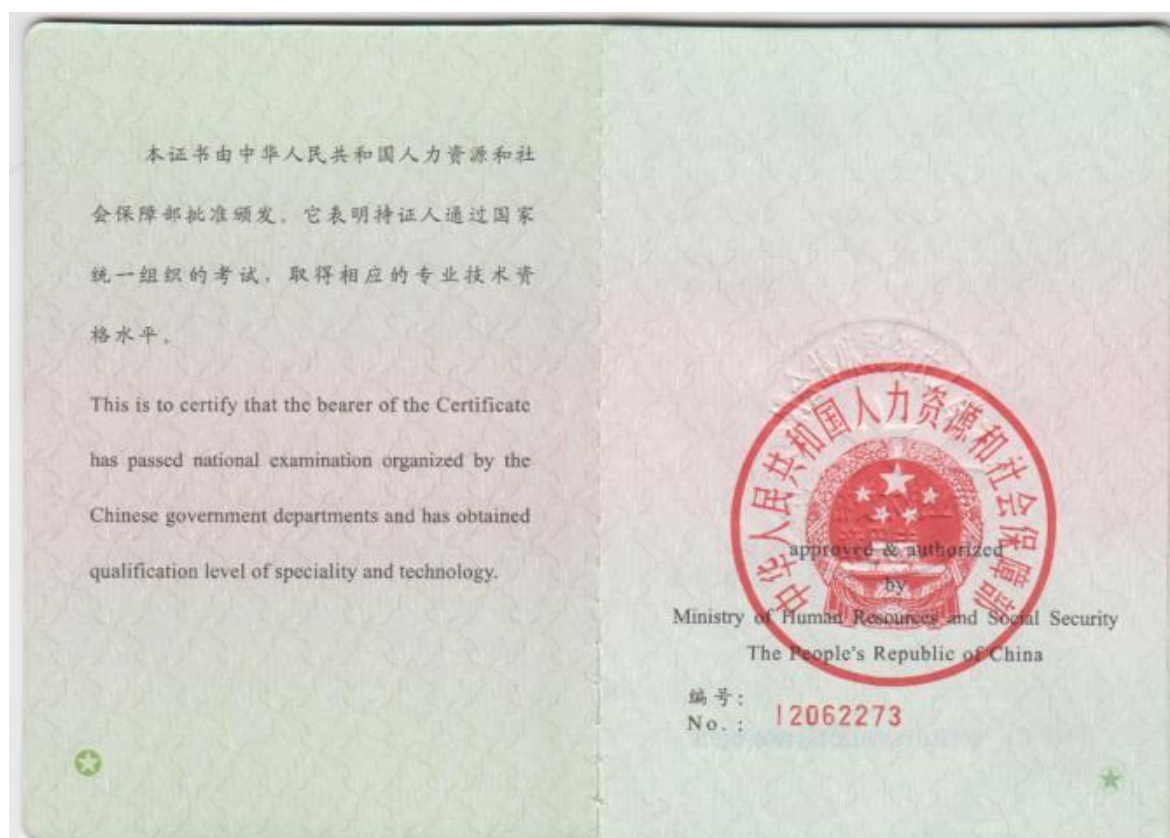 本证书由中华人民共和国人力资源和社
会保障部批准颁发。它表明持证人通过国家
统一组织的考试，取得相应的专业技术资
格水平。
This is to certify that the bearer of the Certificate
has passed national examination organized by the
Chinese government departments and has obtained
qualification level of speciality and technology.
中华人民共和国人力资源和社会保障部
approved & authorized
by
Ministry of Human Resources and Social Security
The People's Republic of China
编号：
No.： 12062273